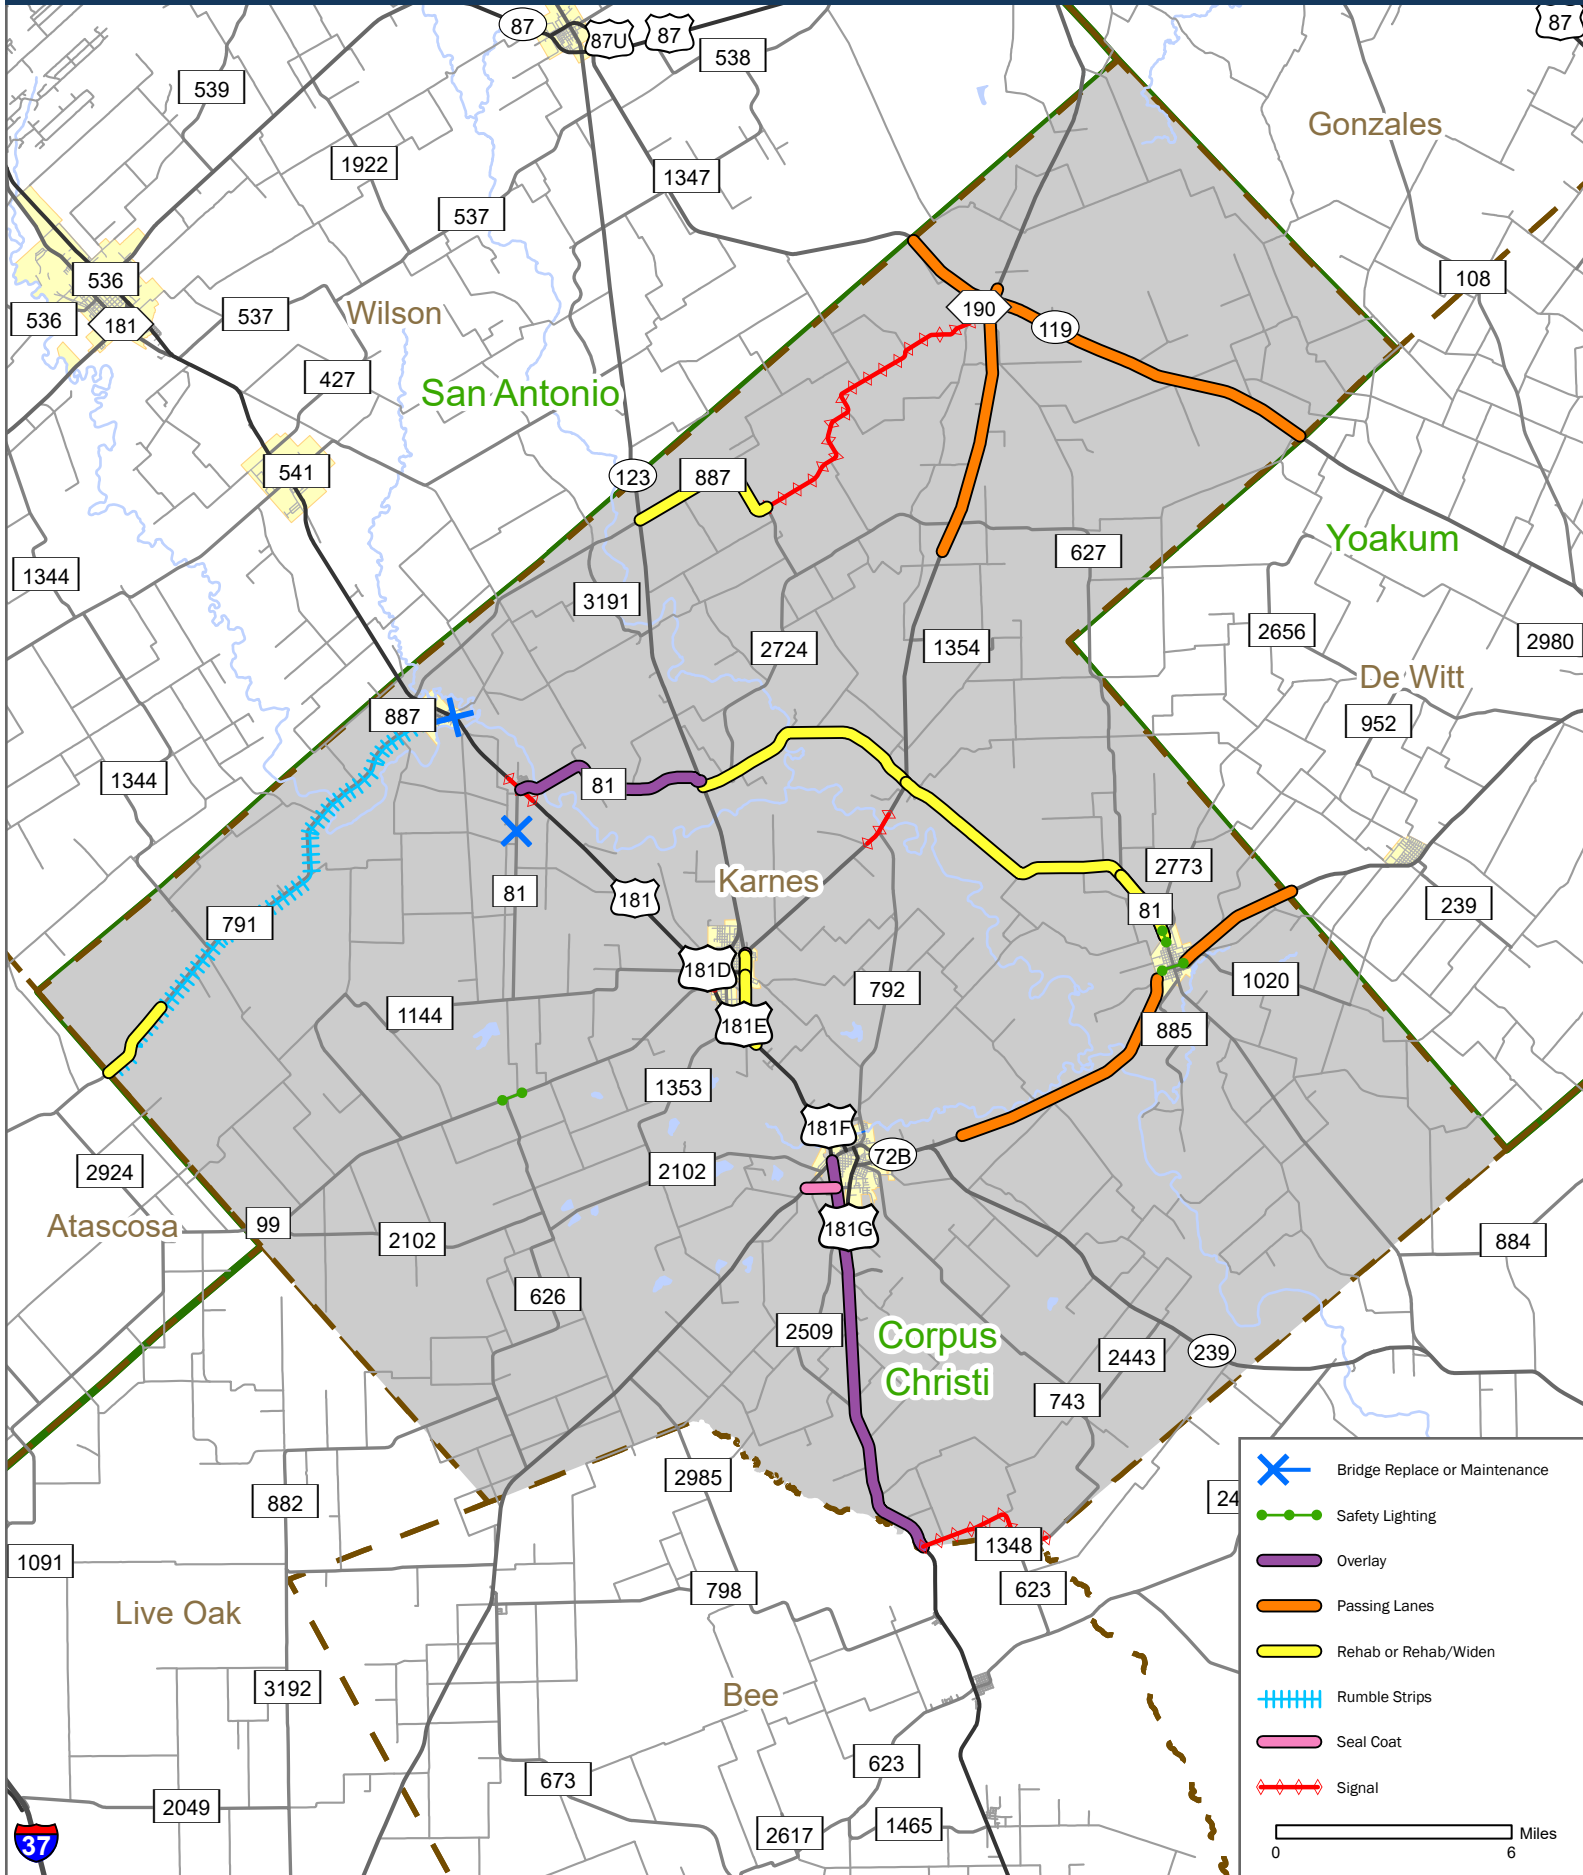 87
87U
87
87
538
539
Gonzales
1922
1347
537
108
536
536
181
537
Wilson
190
119
427
San Antonio
541
123
887
Yoakum
627
1344
3191
2656
2980
2724
1354
De Witt
887
952
1344
81
2773
Karnes
181
81
81
239
791
181D
1020
792
1144
181E
885
1353
181F
72B
2924
2102
Atascosa
99
2102
181G
884
626
2509
Corpus
Christi
2443
239
743
2985
882
24
1348
1091
798
623
Live Oak
3192
Bee
623
673
2049
2617
1465
37
Bridge Replace or Maintenance
Safety Lighting
Overlay
Passing Lanes
Rehab or Rehab/Widen
Rumble Strips
Seal Coat
Signal
Miles
0 6